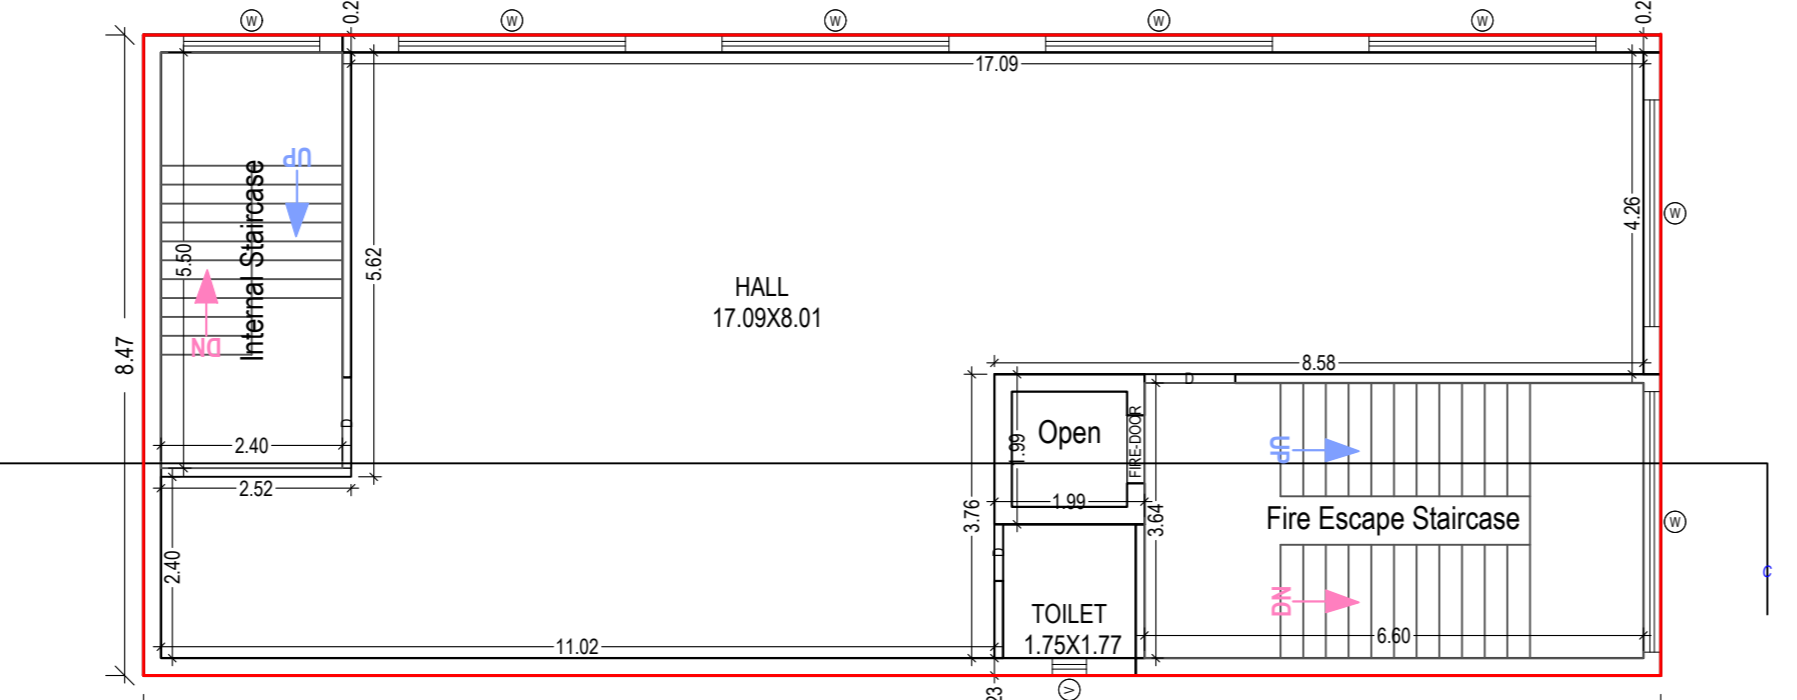 W
W
W
W
W
0.2
0.2
17.09
UP
Internal Staircase
5.50
DN
5.62
4.26
W
HALL
17.09X8.01
8.47
8.58
D
D
Open
FIRE-DOOR
1.99
1.99
UP
2.40
2.52
3.76
3.64
Fire Escape Staircase
W
D
2.40
C
DN
TOILET
1.75X1.77
11.02
6.60
23
V